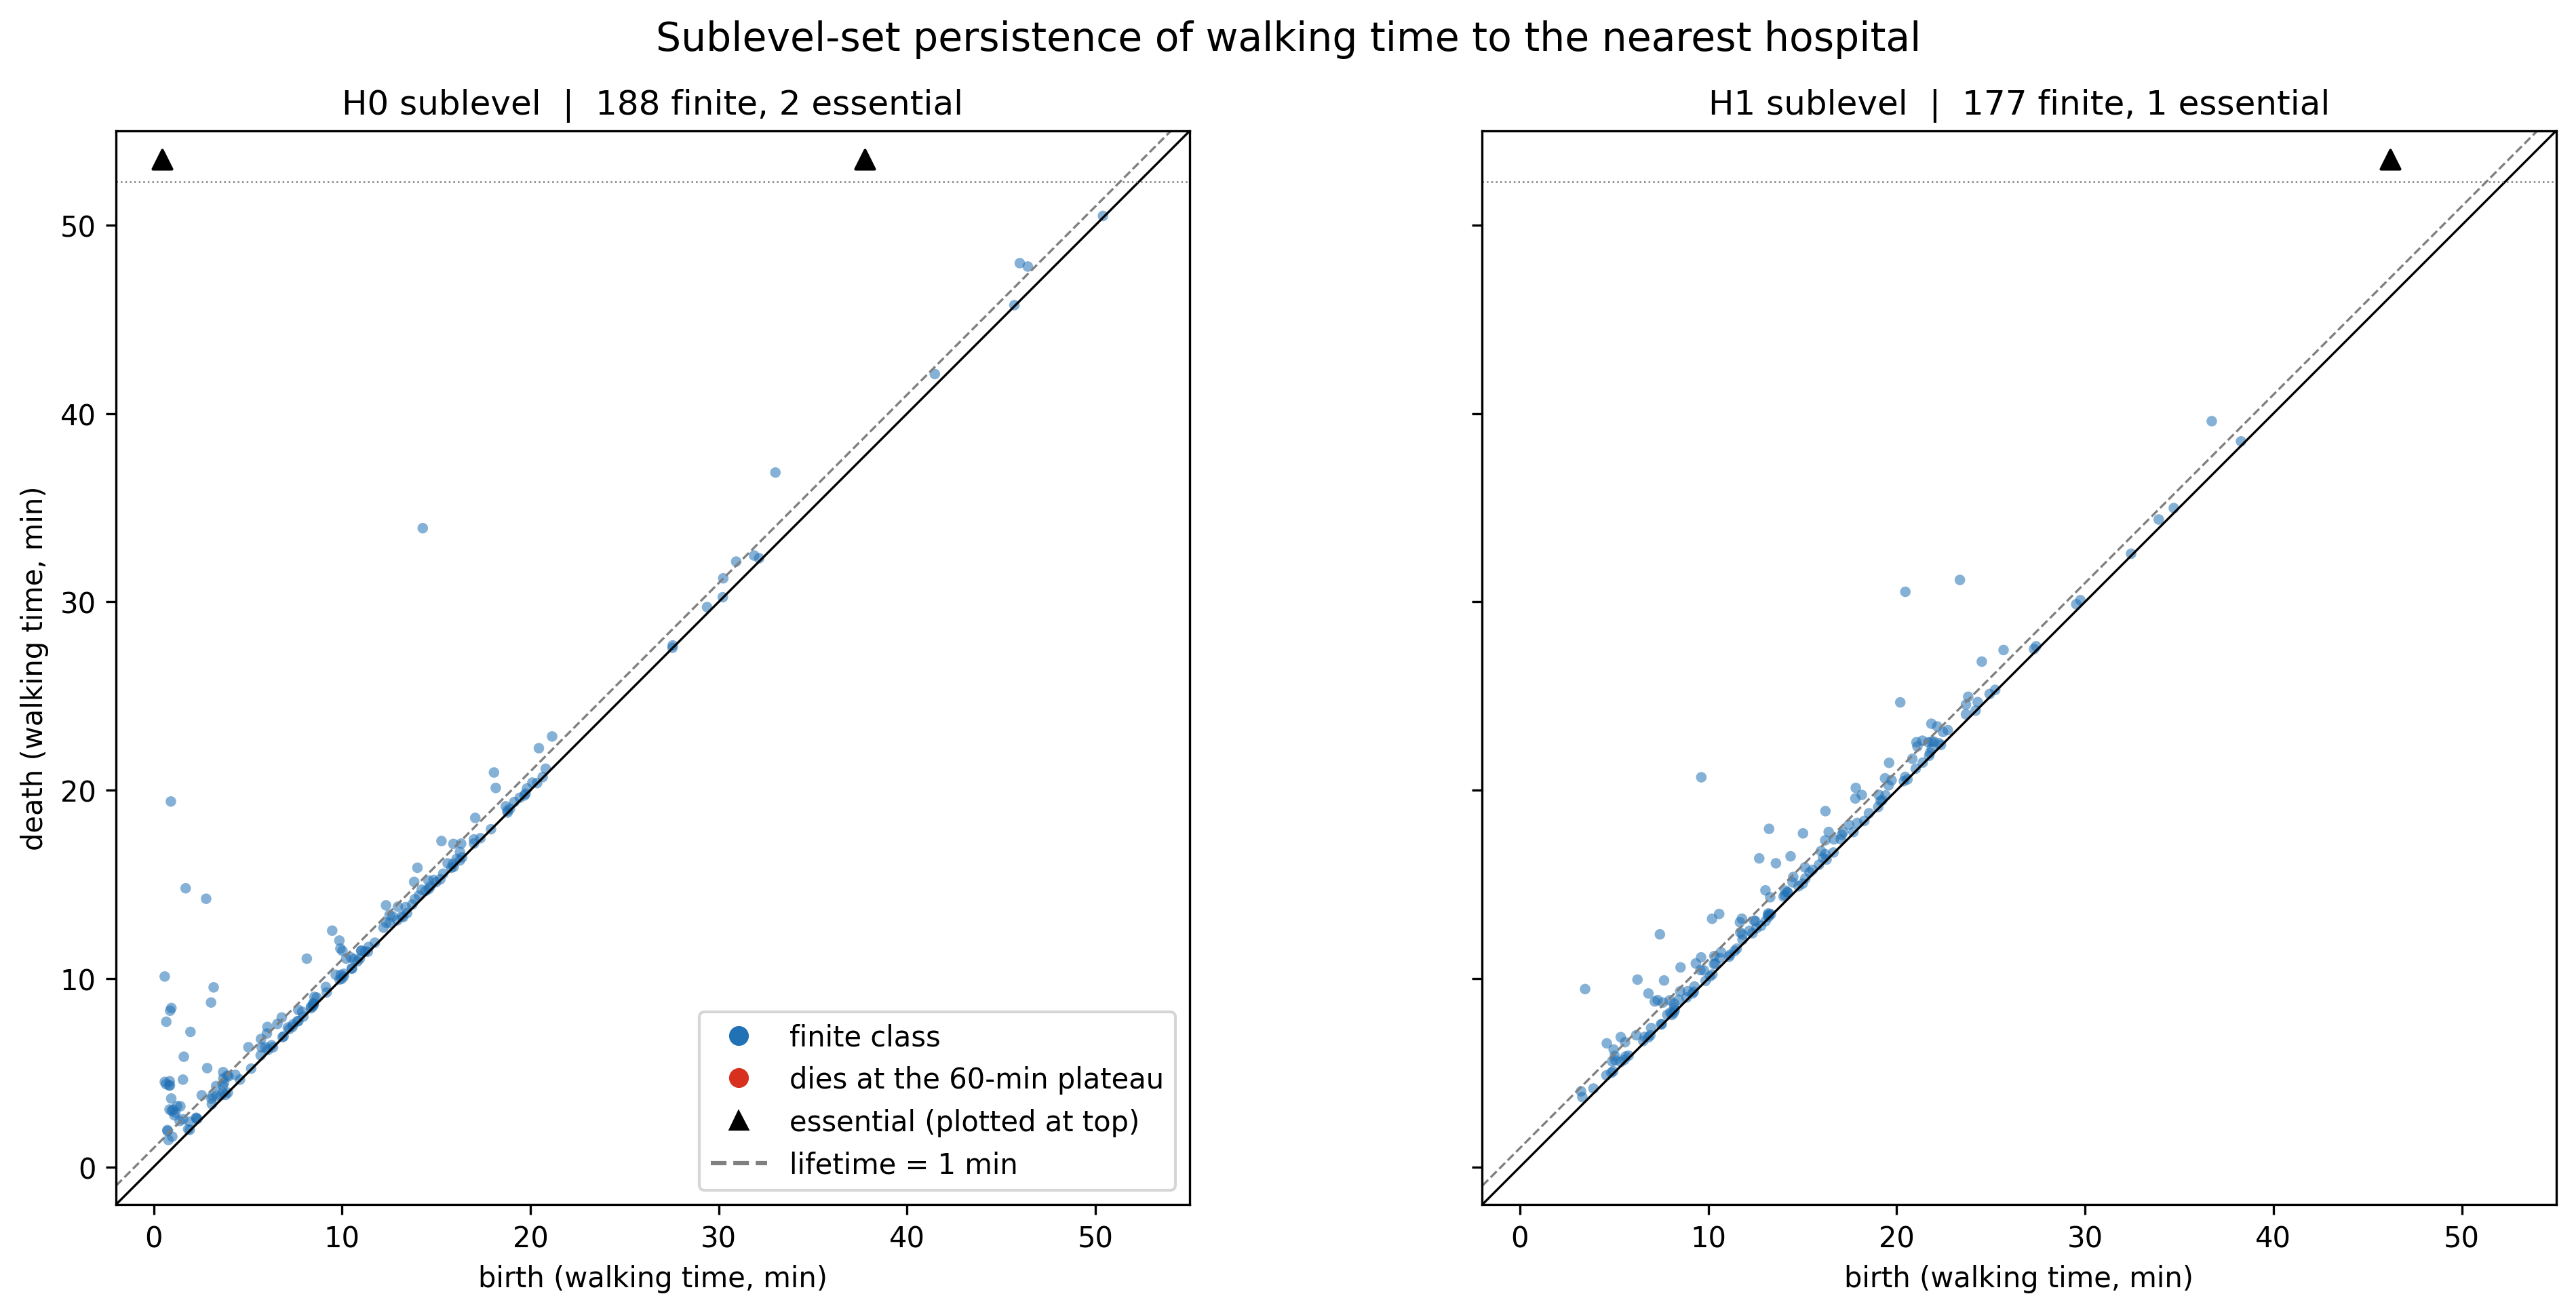 Sublevel-set persistence of walking time to the nearest hospital
H0 sublevel | 188 finite, 2 essential
death (walking time, min)
50
40
30
20
10
0
finite class
dies at the 60-min plateau
essential (plotted at top)
lifetime = 1 min
0 10 20 30 40 50
birth (walking time, min)
H1 sublevel | 177 finite, 1 essential
0 10 20 30 40 50
birth (walking time, min)